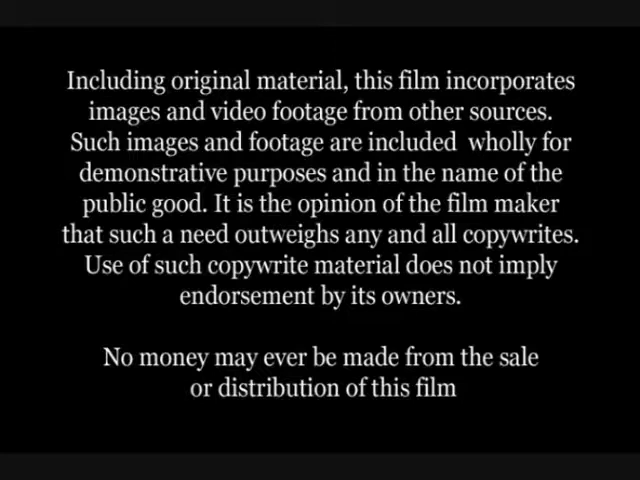 Including original material, this film incorporates
images and video footage from other sources.
Such images and footage are included  wholly for
demonstrative purposes and in the name of the
public good. It is the opinion of the film maker
that such a need outweighs any and all copywrites.
Use of such copywrite material does not imply
endorsement by its owners.
No money may ever be made from the sale
or distribution of this film